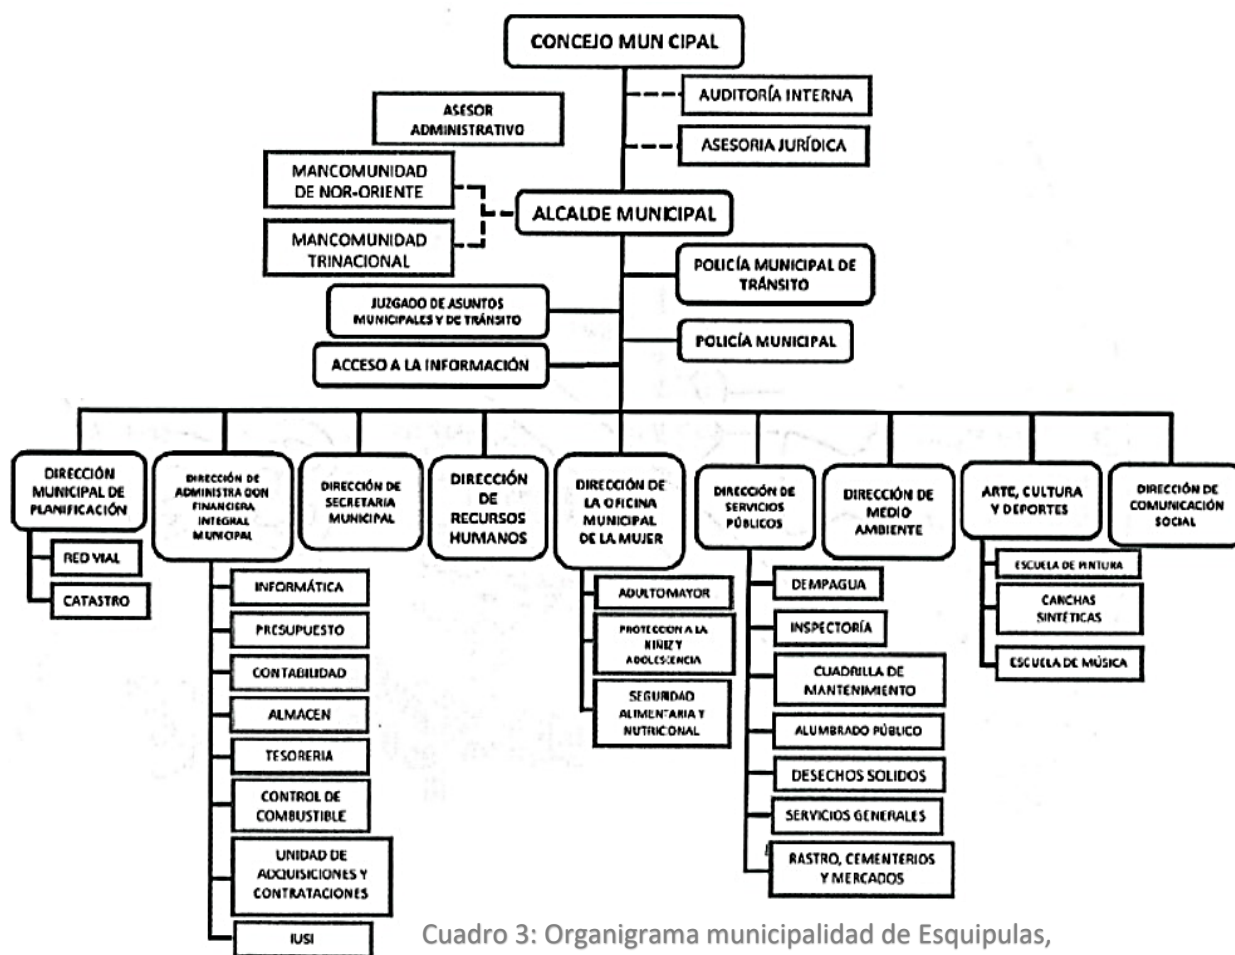 CONCEJO MUN CIPAL
AUDITORÍA INTERNA
ASESOR
ADMINISTRATIVO
ASESORIA JURÍDICA
MANCOMUNIDAD
DE NOR-ORIENTE
ALCALDE MUNICIPAL
MANCOMUNIDAD
TRINACIONAL
POLICÍA MUNICIPAL DE
TRÁNSITO
JUZGADO DE ASUNTOS
MUNICIPALES Y DE TRÁNSITO
POLICÍA MUNICIPAL
ACCESO A LA INFORMACIÓN
DIRECCIÓN
MUNICIPAL DE
PLANIFICACIÓN
RED VIAL
CATASTRO
DIRECCIÓN DE
ADMINISTRA DON
FINANCIERA
INTEGRAL
MUNICIPAL
INFORMÁTICA
PRESUPUESTO
CONTABILIDAD
ALMACEN
TESORERIA
CONTROL DE
COMBUSTIBLE
UNIDAD DE
ADQUISICIONES Y
CONTRATACIONES
IUSI
DIRECCIÓN DE
SECRETARIA
MUNICIPAL
DIRECCIÓN
DE
RECURSOS
HUMANOS
DIRECCIÓN DE
LA OFICINA
MUNICIPAL
DE LA MUJER
ADULTO MAYOR
PROTECCION A LA
NIÑIZ Y
ADOLESCENCIA
SEGURIDAD
ALIMENTARIA Y
NUTRICONAL
DIRECCIÓN DE
SERVICIOS
PÚBLICOS
DEMPAGUA
INSPECTORÍA
CUADRILLA DE
MANTENIMIENTO
ALUMBRADO PÚBLICO
DESECHOS SOLIDOS
SERVICIOS GENERALES
RASTRO, CEMENTERIOS
Y MERCADOS
DIRECCIÓN DE
MEDIO
AMBIENTE
ARTE, CULTURA
Y DEPORTES
ESCUELA DE PINTURA
CANCHAS
SINTÉTICAS
ESCUELA DE MÚSICA
DIRECCIÓN DE
COMUNICACIÓN
SOCIAL
Cuadro 3: Organigrama municipalidad de Esquipulas,